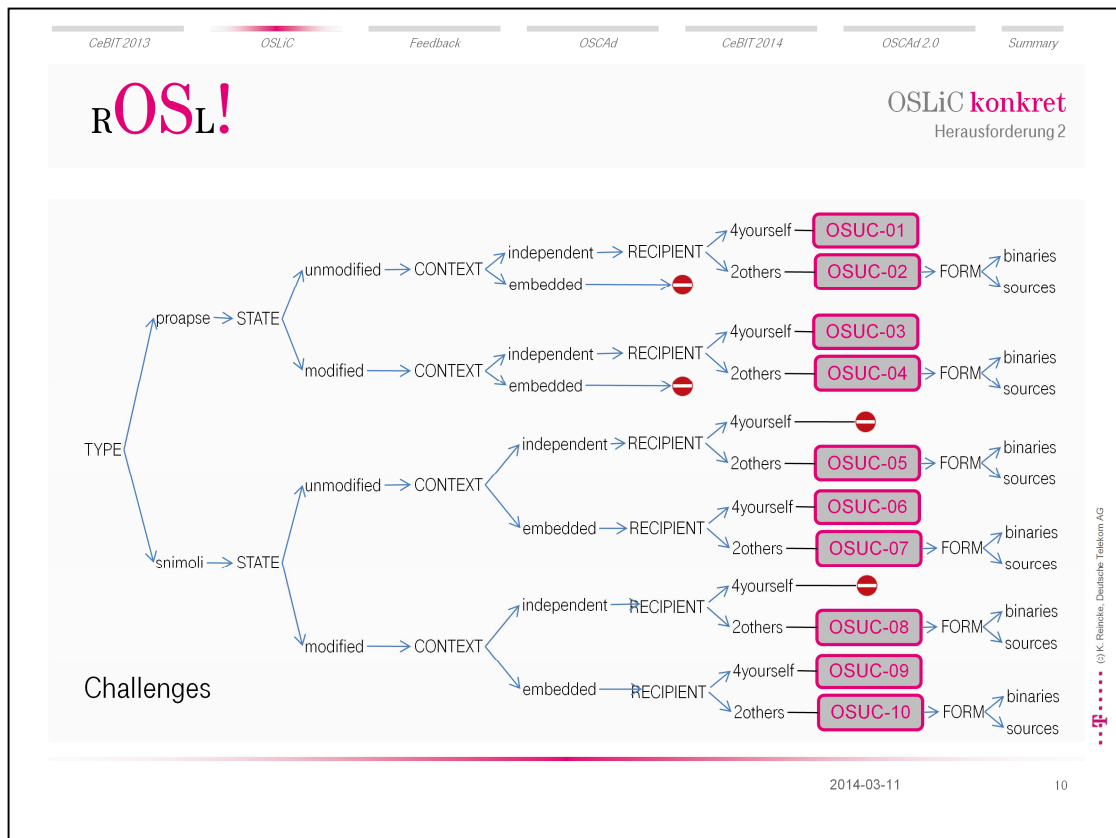 CeBIT 2013 OSLiC Feedback OSCAd CeBIT 2014 OSCAd 2.0 Summary
ROSL!
OSLiC konkret
Herausforderung 2
4yourself OSUC-01
independent RECIPIENT
unmodified CONTEXT 2others OSUC-02 FORM binaries
embedded sources
proapse STATE
4yourself OSUC-03
independent RECIPIENT
modified CONTEXT 2others OSUC-04 FORM binaries
embedded sources
TYPE
4yourself
independent RECIPIENT
2others OSUC-05 FORM binaries
sources
unmodified CONTEXT
4yourself OSUC-06
embedded RECIPIENT
2others OSUC-07 FORM binaries
sources
snimoli STATE
4yourself
independent RECIPIENT
2others OSUC-08 FORM binaries
sources
modified CONTEXT
4yourself OSUC-09
embedded RECIPIENT
2others OSUC-10 FORM binaries
sources
Challenges
(c) K. Reincke, Deutsche Telekom AG
T
2014-03-11 10